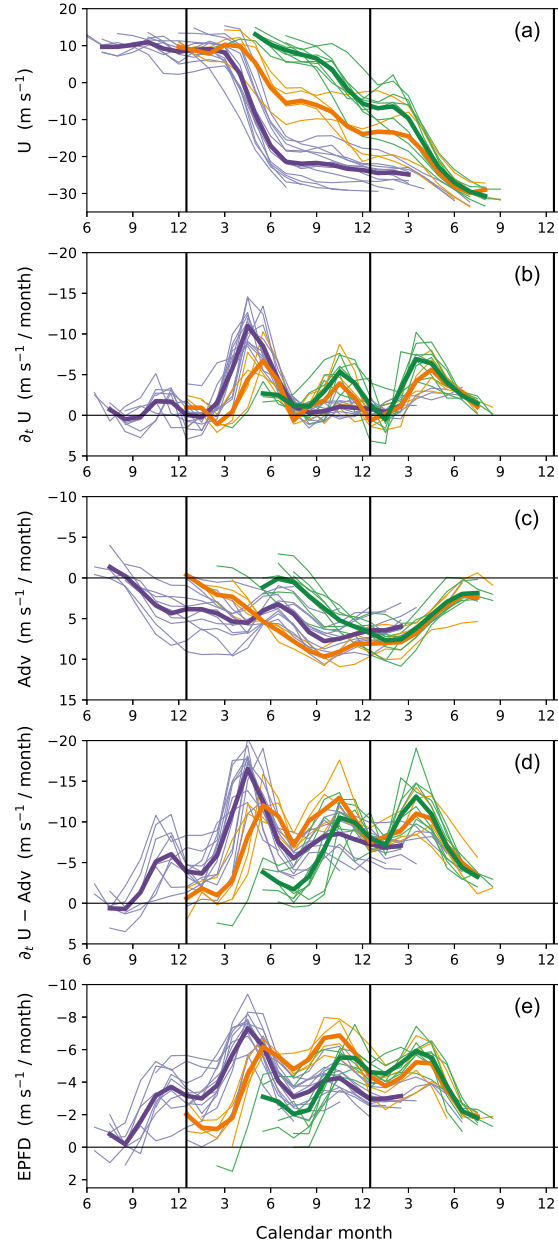 (a)
U (m s⁻¹)
20
10
0
−10
−20
−30
6 9 12 3 6 9 12 3 6 9 12
(b)
∂ₜ U (m s⁻¹ / month)
−20
−15
−10
−5
0
5
6 9 12 3 6 9 12 3 6 9 12
(c)
Adv (m s⁻¹ / month)
−10
−5
0
5
10
15
6 9 12 3 6 9 12 3 6 9 12
(d)
∂ₜ U − Adv (m s⁻¹ / month)
−20
−15
−10
−5
0
5
6 9 12 3 6 9 12 3 6 9 12
(e)
EPFD (m s⁻¹ / month)
−10
−8
−6
−4
−2
0
2
6 9 12 3 6 9 12 3 6 9 12
Calendar month